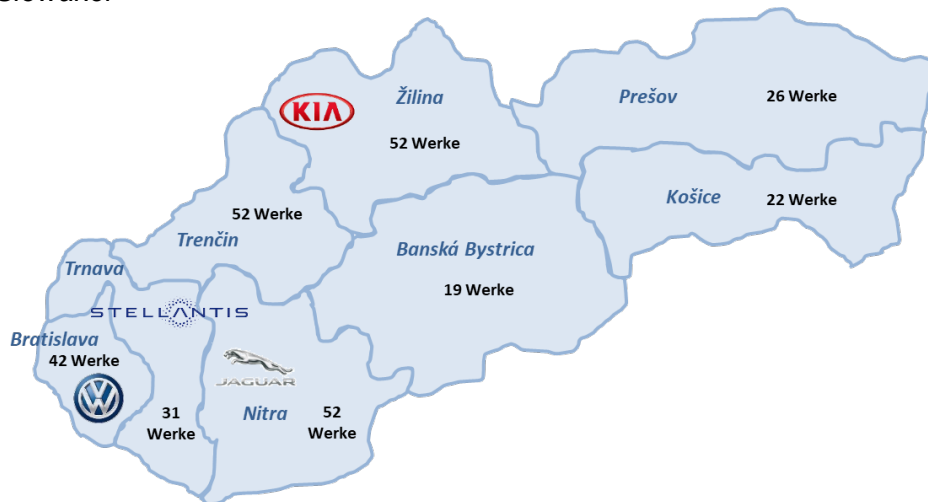 KIA
Žilina
52 Werke
Prešov
26 Werke
Košice
22 Werke
52 Werke
Trenčin
Banská Bystrica
19 Werke
Trnava
STELLANTIS
Bratislava
42 Werke
JAGUAR
Nitra
52
Werke
31
Werke